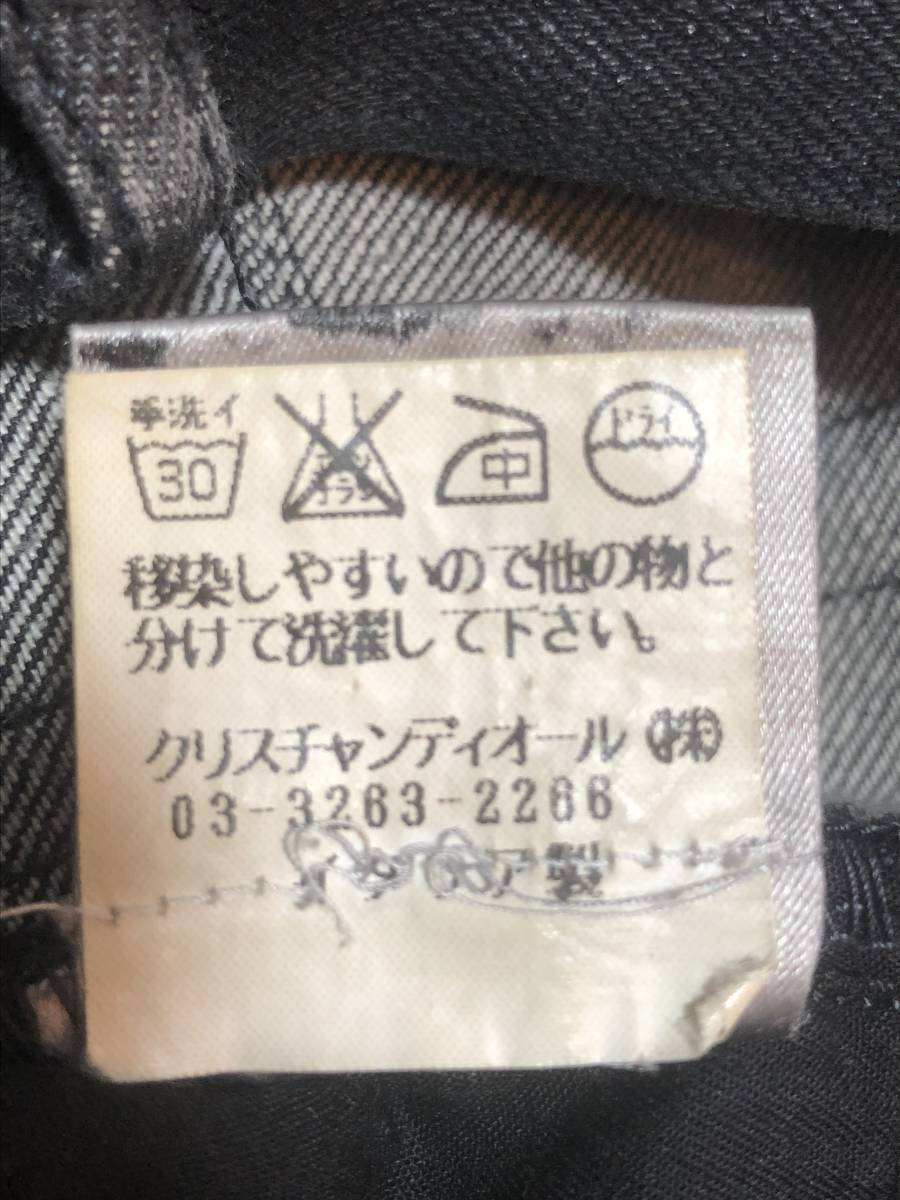 手洗イ
30
中
ドライ
移染しやすいので他の物と
分けて洗濯して下さい。
クリスチャンディオール㈱
03-3263-2266
製